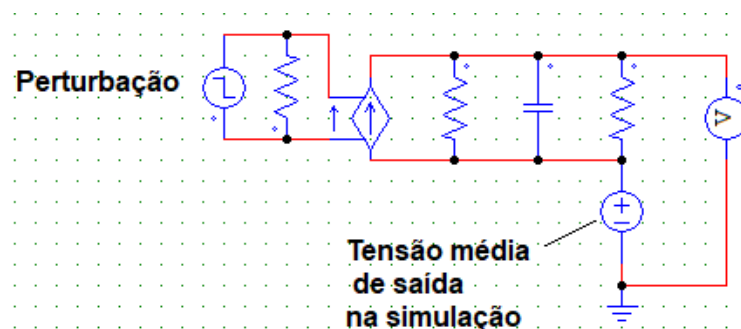 Perturbação
V
Tensão média
de saída
na simulação